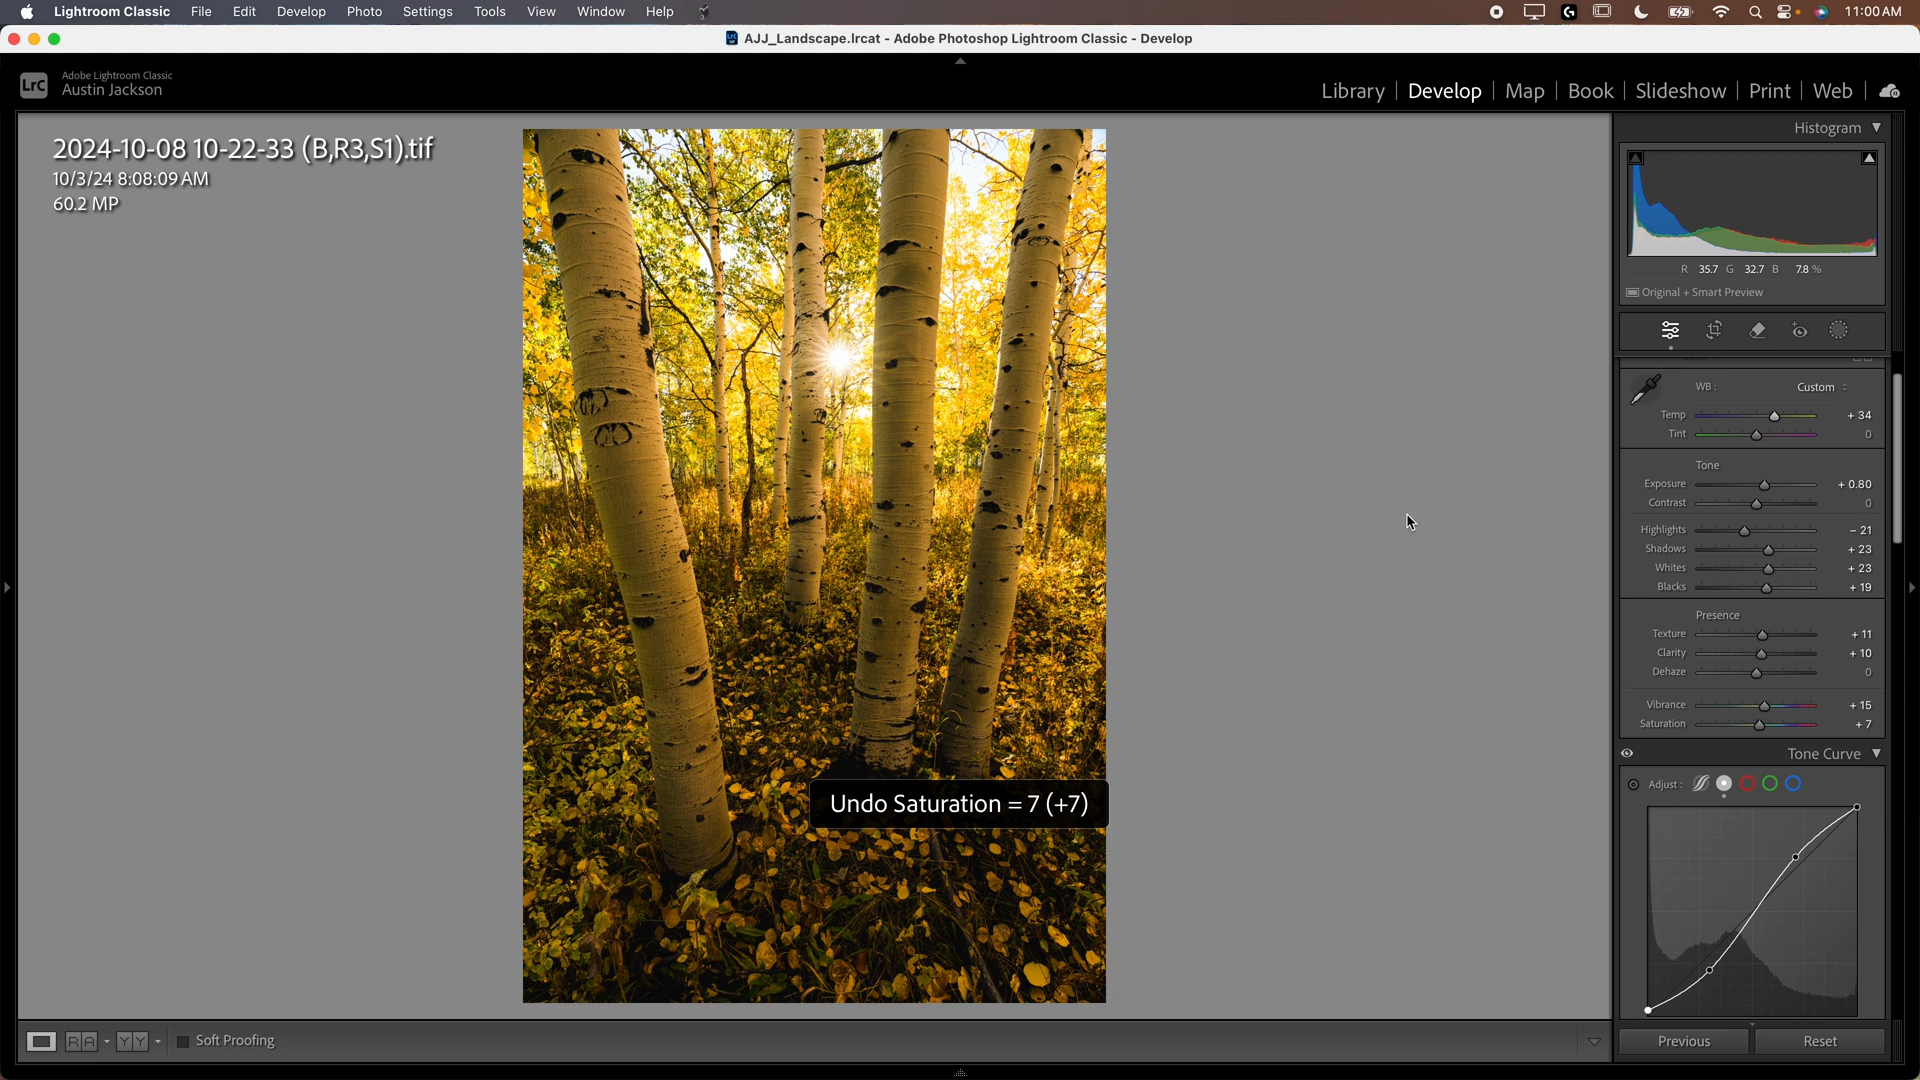 Lightroom Classic File Edit Develop Photo Settings Tools View Window Help 11:00 AM
Lrc AJJ_Landscape.lrcat - Adobe Photoshop Lightroom Classic - Develop
LrC Adobe Lightroom Classic
Austin Jackson
Library | Develop | Map | Book | Slideshow | Print | Web
2024-10-08 10-22-33 (B,R3,S1).tif
10/3/24 8:08:09 AM
60.2 MP
Histogram
R 35.7 G 32.7 B 7.8 %
Original + Smart Preview
WB : Custom
Temp + 34
Tint 0
Tone
Exposure + 0.80
Contrast 0
Highlights − 21
Shadows + 23
Whites + 23
Blacks + 19
Presence
Texture + 11
Clarity + 10
Dehaze 0
Vibrance + 15
Saturation + 7
Tone Curve
Adjust :
Undo Saturation = 7 (+7)
R A Y Y Soft Proofing
Previous Reset